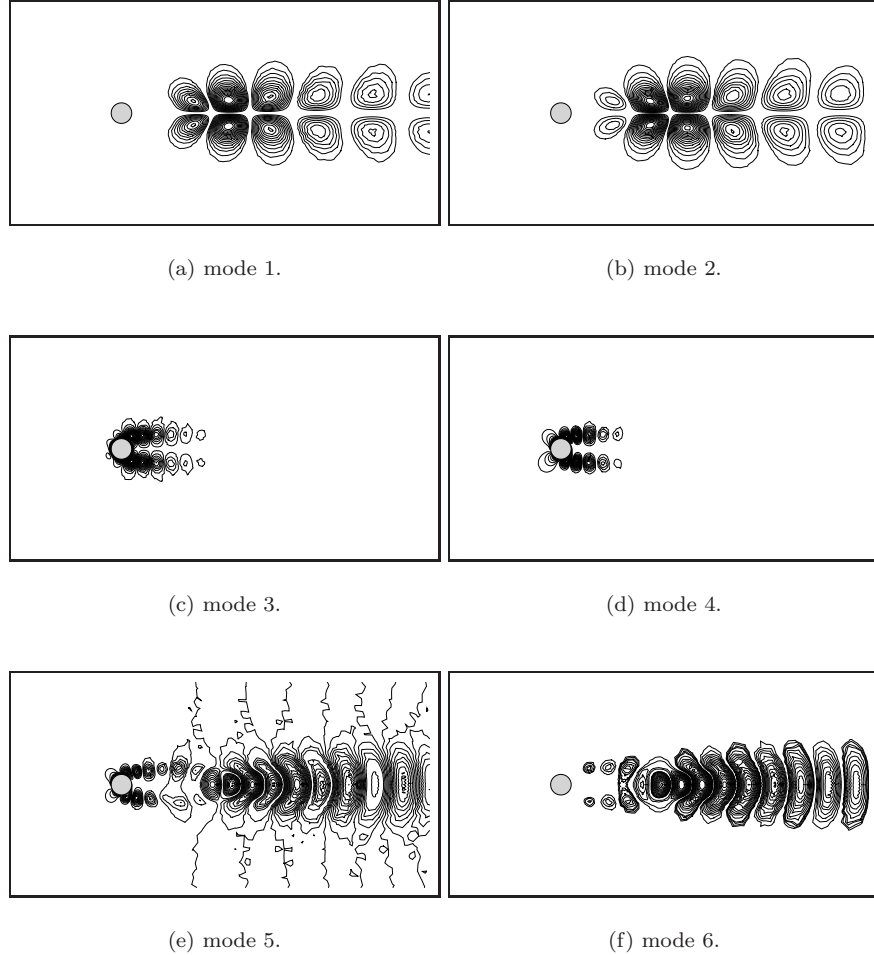 (a) mode 1.
(b) mode 2.
(c) mode 3.
(d) mode 4.
(e) mode 5.
(f) mode 6.